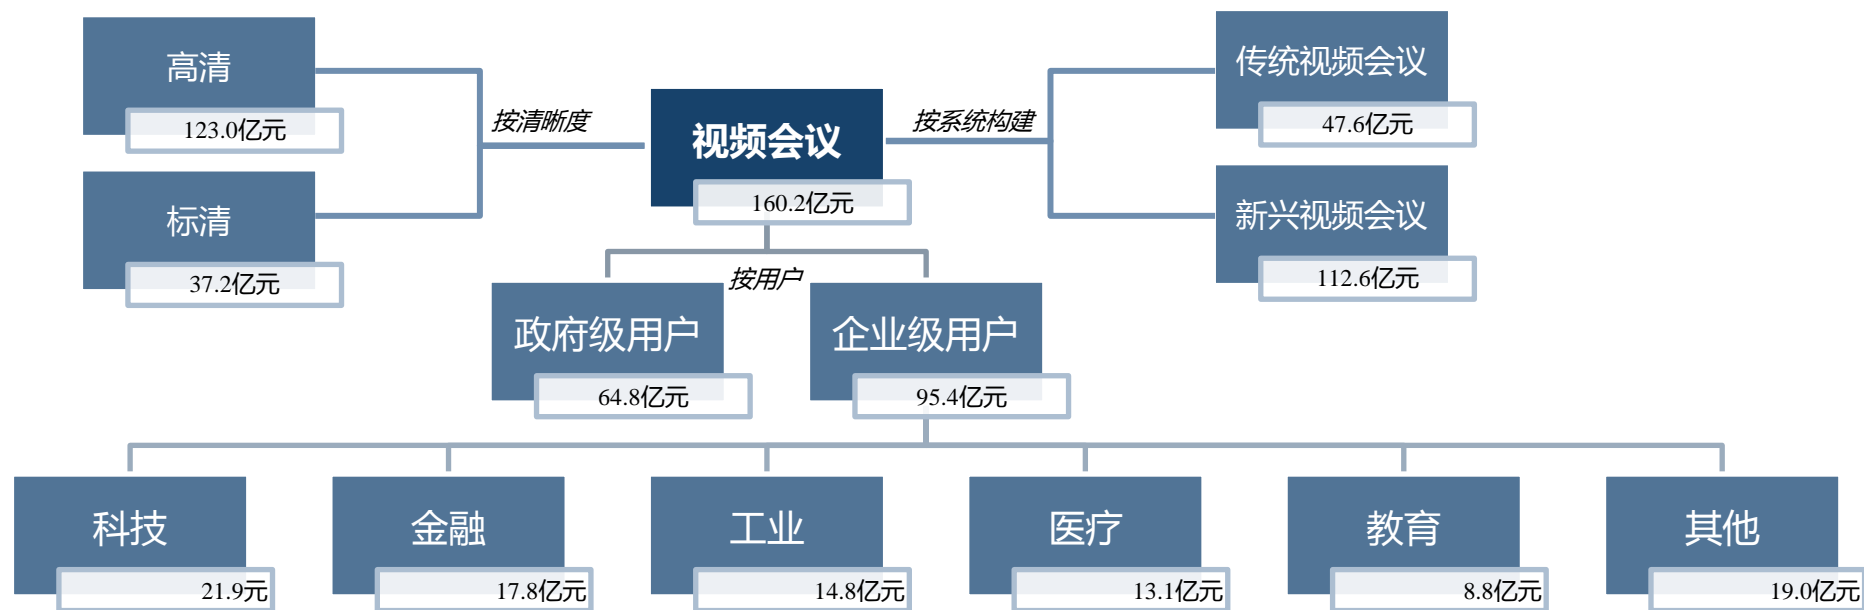 高清
123.0亿元
标清
37.2亿元
按清晰度
视频会议
160.2亿元
按系统构建
传统视频会议
47.6亿元
新兴视频会议
112.6亿元
按用户
政府级用户
64.8亿元
企业级用户
95.4亿元
科技
21.9元
金融
17.8亿元
工业
14.8亿元
医疗
13.1亿元
教育
8.8亿元
其他
19.0亿元